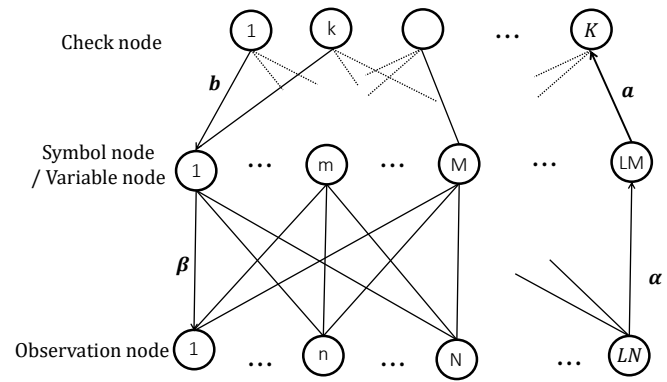 Check node
1
k
...
K
b
a
Symbol node
/ Variable node
1
...
m
...
M
...
LM
β
α
Observation node
1
...
n
...
N
...
LN